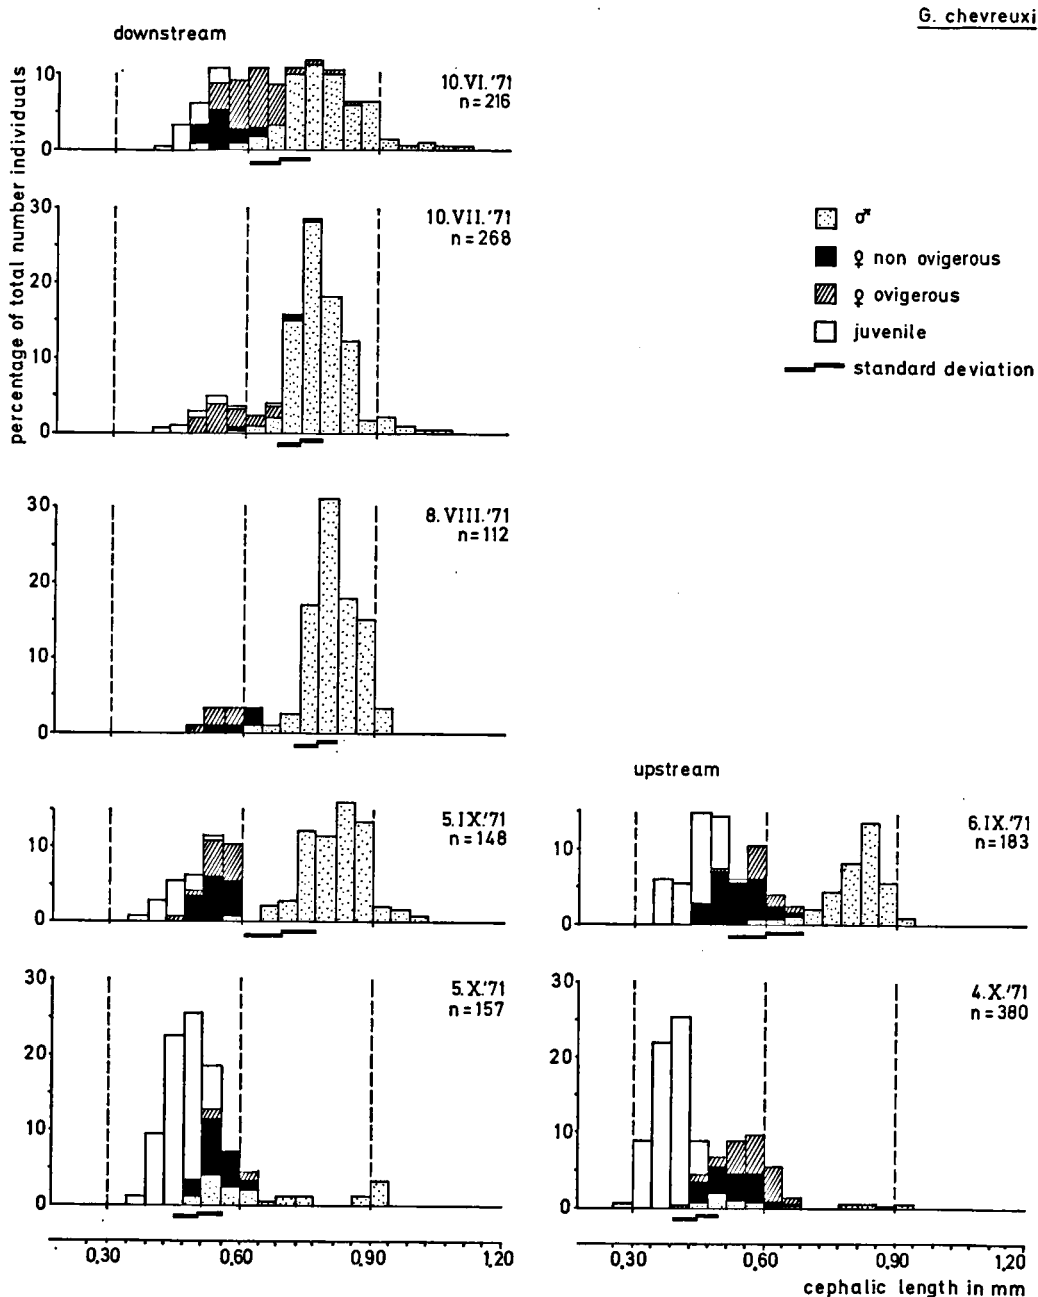 G. chevreuxi
downstream
percentage of total number individuals
10
0
10.VI.'71
n=216
30
20
10
0
10.VII.'71
n=268
♂
♀ non ovigerous
♀ ovigerous
juvenile
standard deviation
30
20
10
0
8.VIII.'71
n=112
10
0
5.IX.'71
n=148
upstream
10
0
6.IX.'71
n=183
30
20
10
0
5.X.'71
n=157
30
20
10
0
4.X.'71
n=380
0,30 0,60 0,90 1,20
0,30 0,60 0,90 1,20
cephalic length in mm